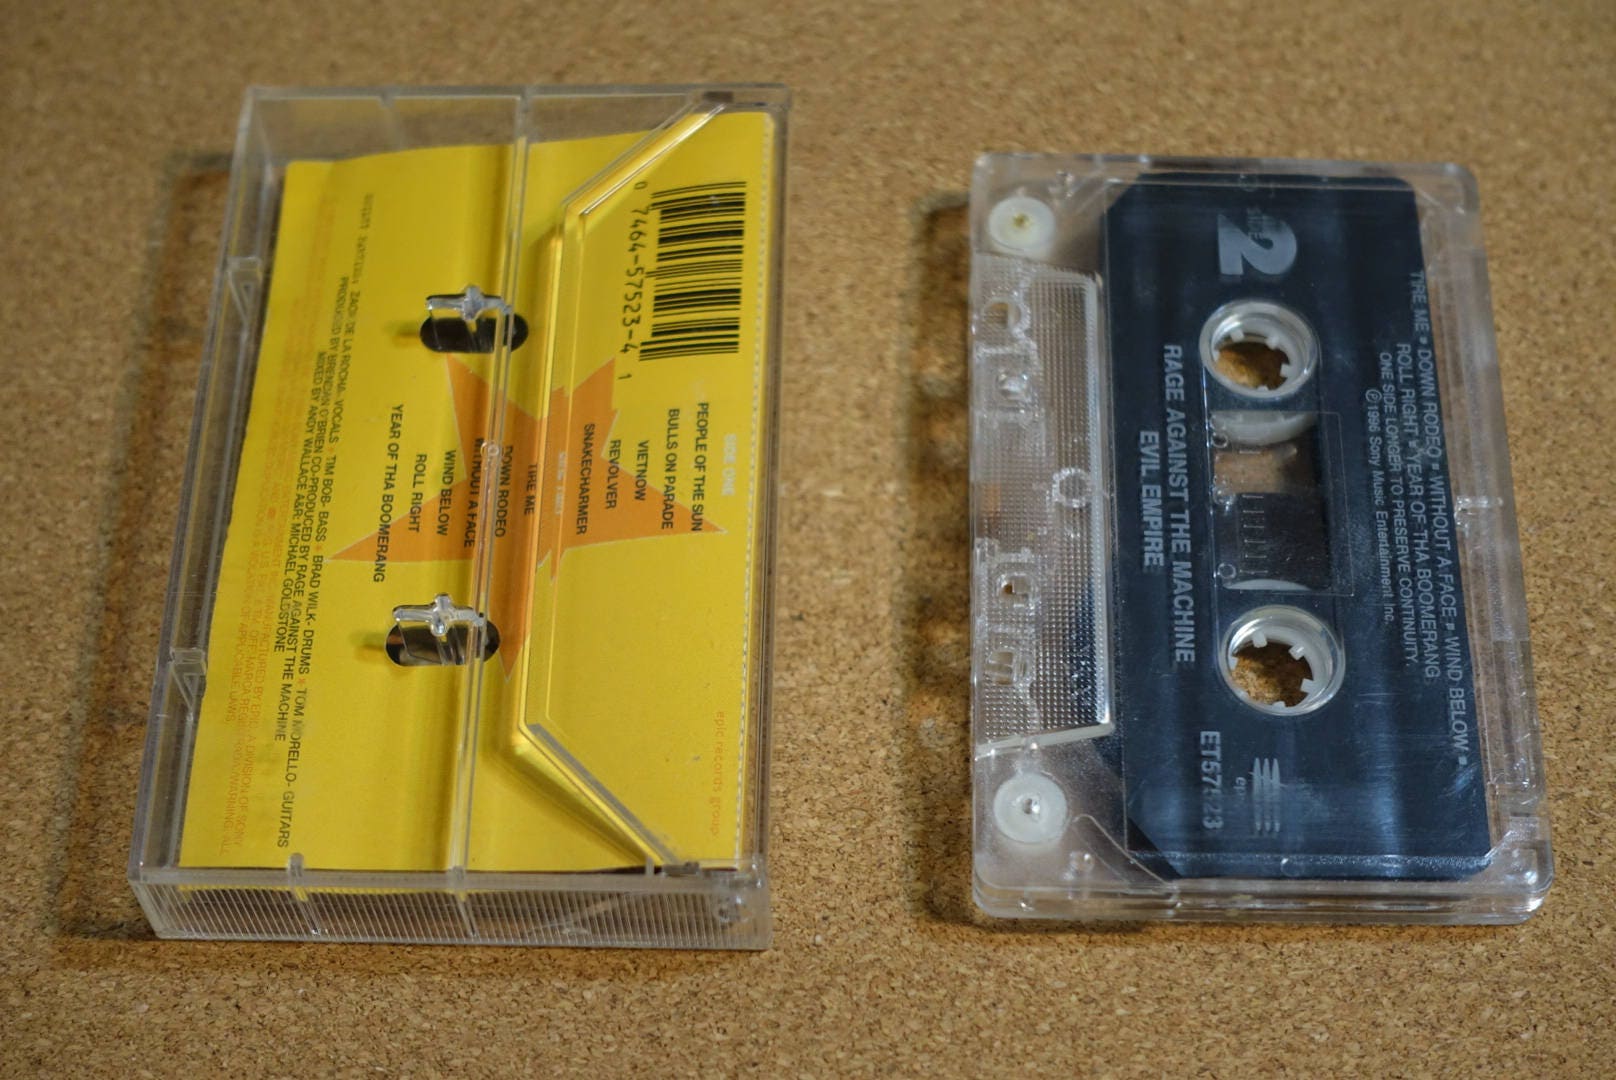 0 7464-57523-4 1
SIDE ONE
PEOPLE OF THE SUN
BULLS ON PARADE
VIETNOW
REVOLVER
SNAKECHARMER
TIRE ME
DOWN RODEO
WITHOUT A FACE
WIND BELOW
ROLL RIGHT
YEAR OF THA BOOMERANG
epic records group
ZACK DE LA ROCHA- VOCALS * TIM BOB- BASS * BRAD WILK- DRUMS * TOM MORELLO- GUITARS
PRODUCED BY BRENDAN O'BRIEN CO-PRODUCED BY RAGE AGAINST THE MACHINE
MIXED BY ANDY WALLACE A&R: MICHAEL GOLDSTONE
side
2
TIRE ME ▪ DOWN RODEO ▪ WITHOUT A FACE ▪ WIND BELOW ▪
ROLL RIGHT ▪ YEAR OF THA BOOMERANG
ONE SIDE LONGER TO PRESERVE CONTINUITY.
℗1996 Sony Music Entertainment Inc.
RAGE AGAINST THE MACHINE
EVIL EMPIRE